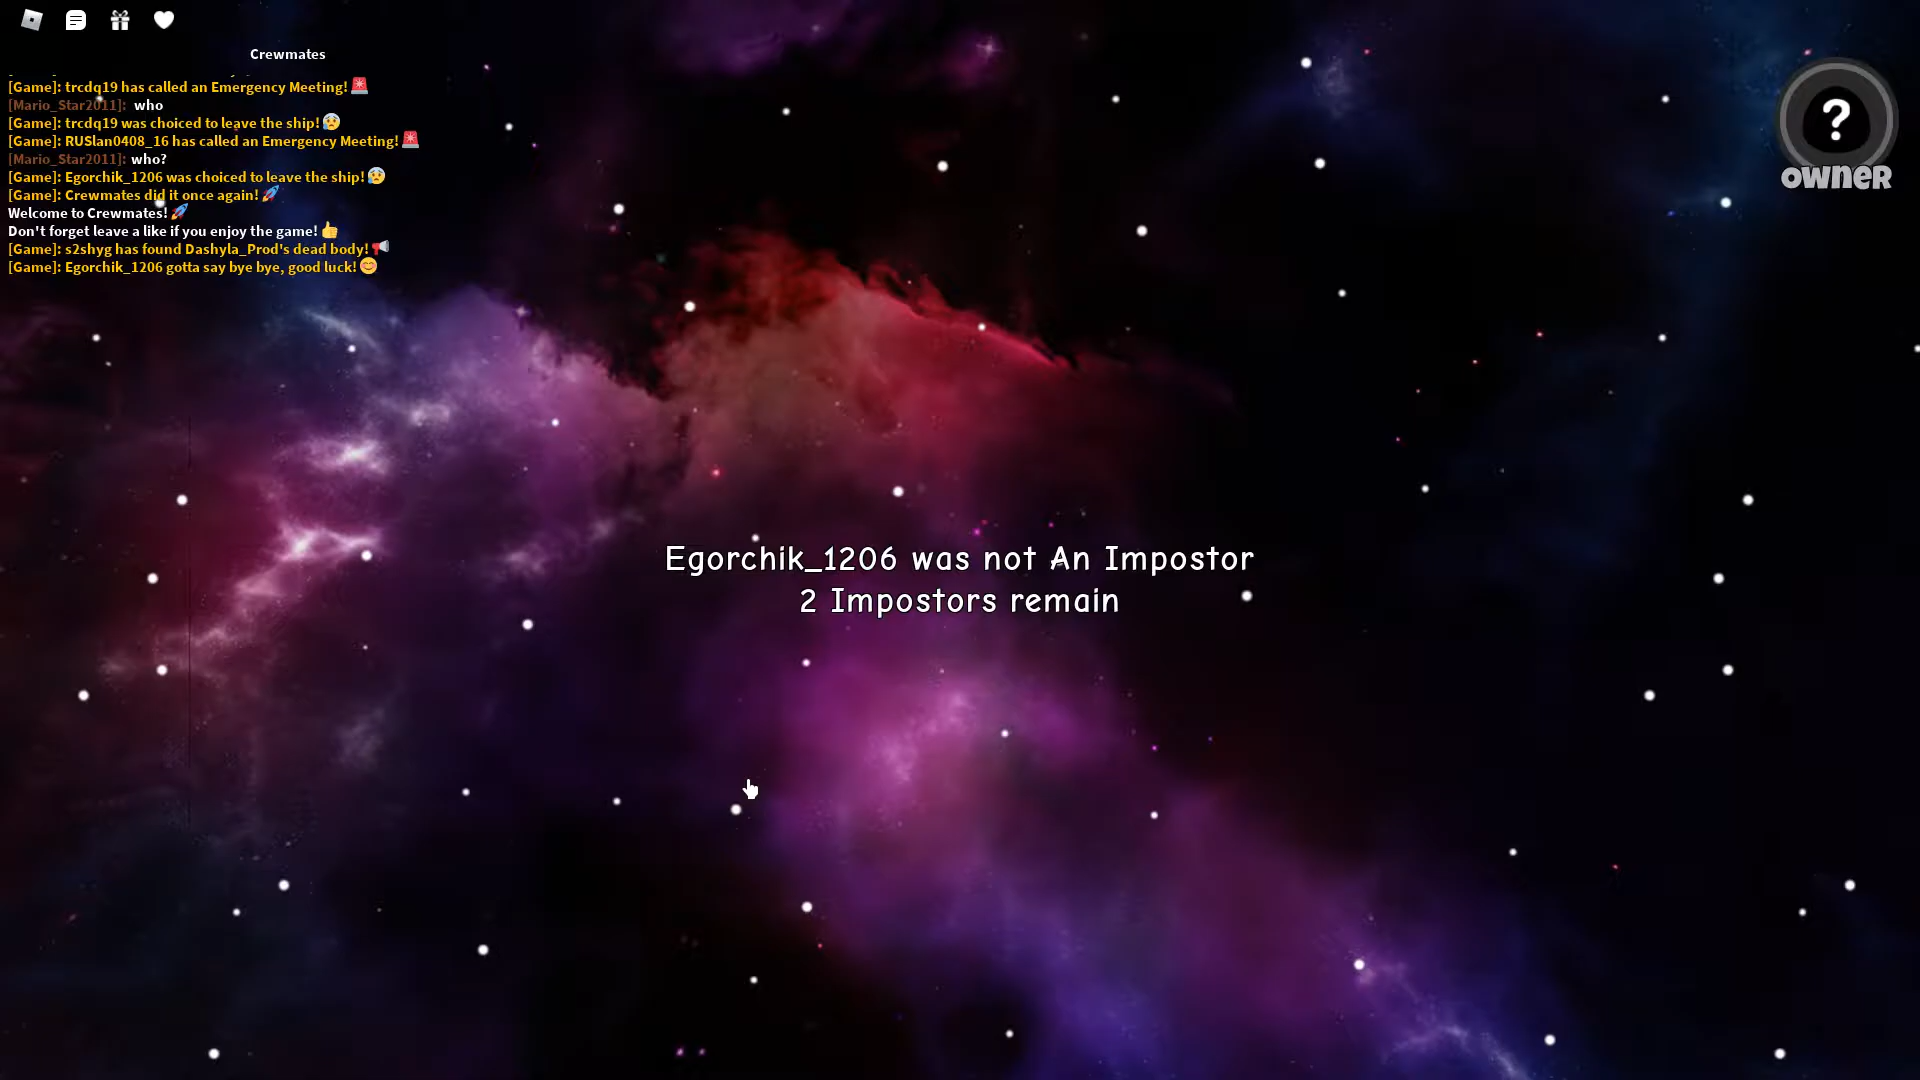 Crewmates
[Game]: trcdq19 has called an Emergency Meeting! 🚨
[Mario_Star2011]: who
[Game]: trcdq19 was choiced to leave the ship! 😰
[Game]: RUSlan0408_16 has called an Emergency Meeting! 🚨
[Mario_Star2011]: who?
[Game]: Egorchik_1206 was choiced to leave the ship! 😰
[Game]: Crewmates did it once again! 🚀
Welcome to Crewmates! 🚀
Don't forget leave a like if you enjoy the game! 👍
[Game]: s2shyg has found Dashyla_Prod's dead body! 📢
[Game]: Egorchik_1206 gotta say bye bye, good luck! 😊
?
OWNER
Egorchik_1206 was not An Impostor
2 Impostors remain